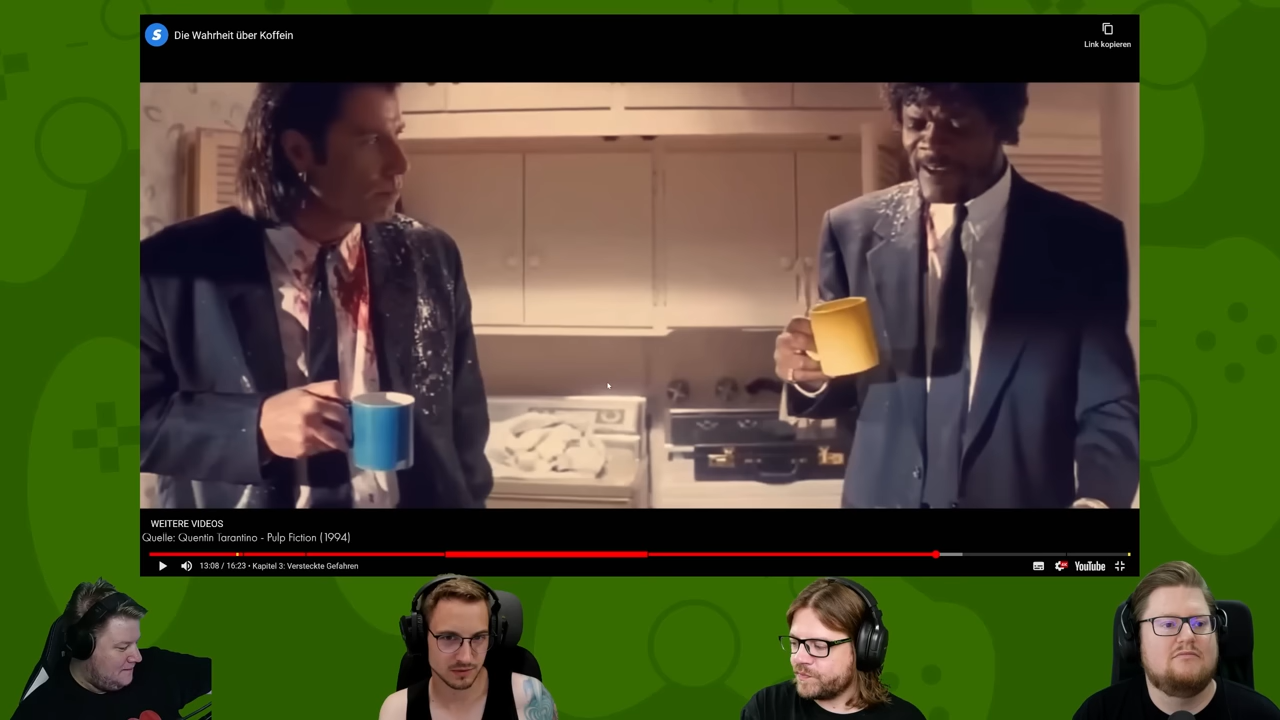 S
Die Wahrheit über Koffein
Link kopieren
WEITERE VIDEOS
Quelle: Quentin Tarantino - Pulp Fiction (1994)
13:08 / 16:23 • Kapitel 3: Versteckte Gefahren
YouTube